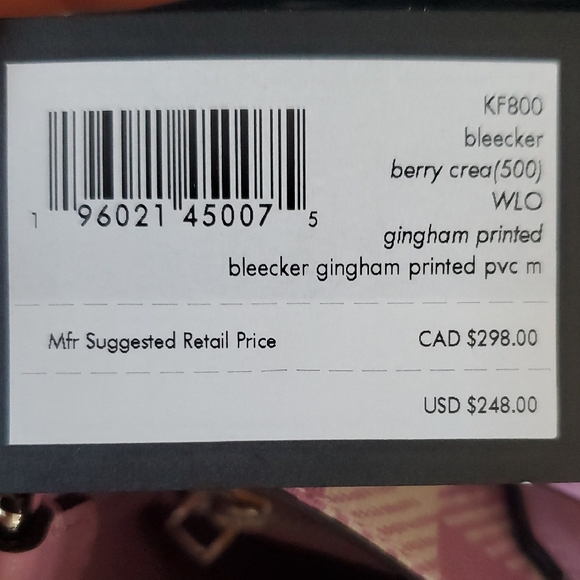 KF800
bleecker
berry crea(500)
WLO
1 96021 45007 5
gingham printed
bleecker gingham printed pvc m
Mfr Suggested Retail Price CAD $298.00
USD $248.00